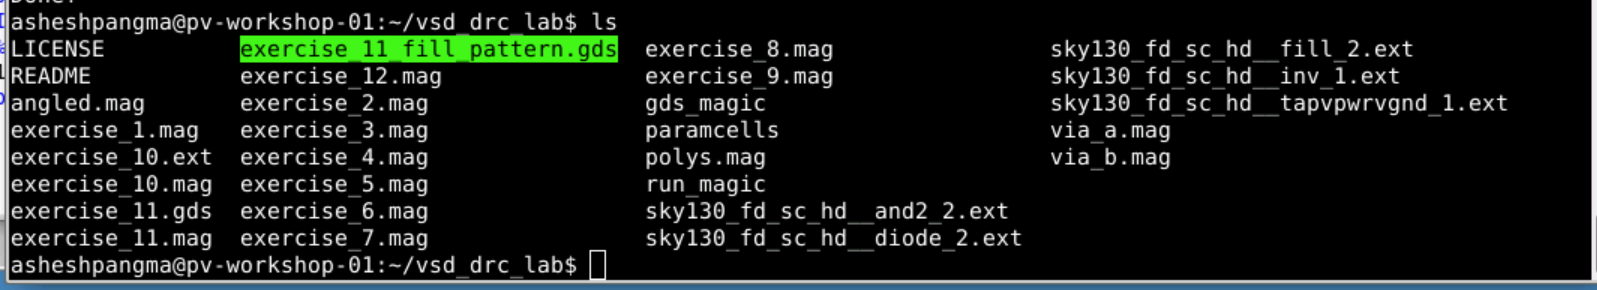 asheshpangma@pv-workshop-01:~/vsd_drc_lab$ ls
LICENSE exercise_11_fill_pattern.gds exercise_8.mag sky130_fd_sc_hd__fill_2.ext
README exercise_12.mag exercise_9.mag sky130_fd_sc_hd__inv_1.ext
angled.mag exercise_2.mag gds_magic sky130_fd_sc_hd__tapvpwrvgnd_1.ext
exercise_1.mag exercise_3.mag paramcells via_a.mag
exercise_10.ext exercise_4.mag polys.mag via_b.mag
exercise_10.mag exercise_5.mag run_magic
exercise_11.gds exercise_6.mag sky130_fd_sc_hd__and2_2.ext
exercise_11.mag exercise_7.mag sky130_fd_sc_hd__diode_2.ext
asheshpangma@pv-workshop-01:~/vsd_drc_lab$